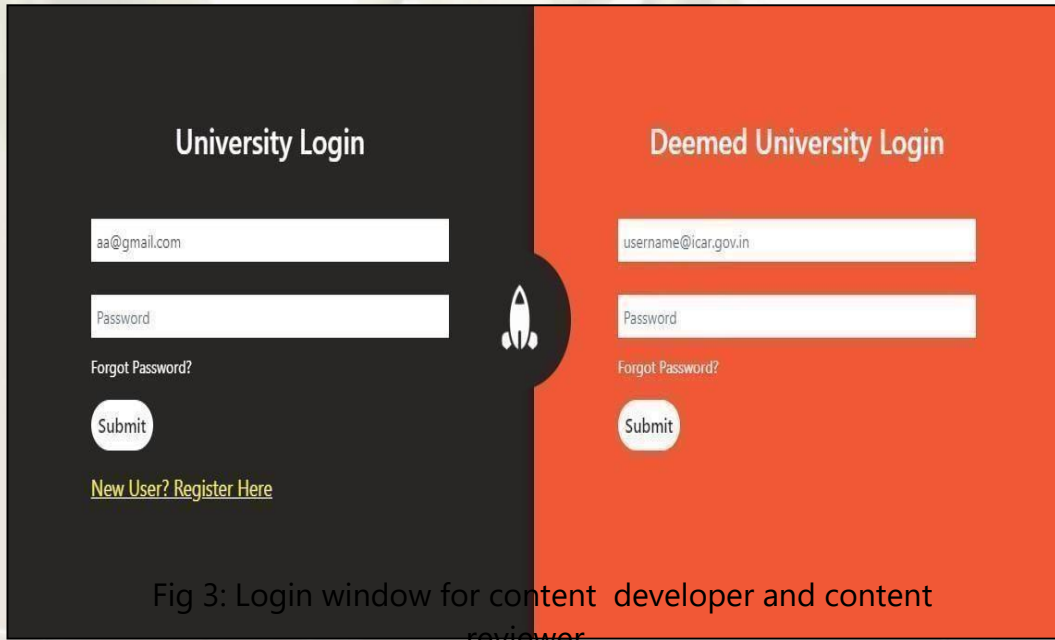 University Login
aa@gmail.com
Password
Forgot Password?
Submit
New User? Register Here
Deemed University Login
username@icar.gov.in
Password
Forgot Password?
Submit
Fig 3: Login window for content developer and content
reviewer